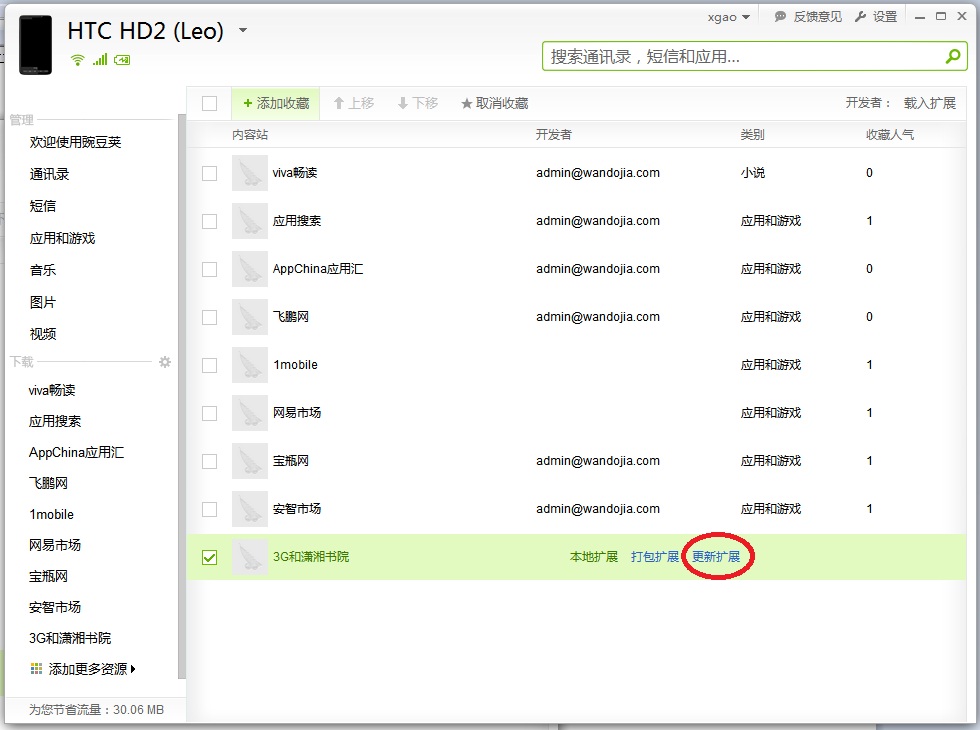 HTC HD2 (Leo)
xgao 反馈意见 设置
搜索通讯录，短信和应用...
管理
欢迎使用豌豆荚
通讯录
短信
应用和游戏
音乐
图片
视频
下载
viva畅读
应用搜索
AppChina应用汇
飞鹏网
1mobile
网易市场
宝瓶网
安智市场
3G和潇湘书院
添加更多资源
为您节省流量：30.06 MB
+ 添加收藏 上移 下移 取消收藏 开发者： 载入扩展
内容站 开发者 类别 收藏人气
viva畅读 admin@wandojia.com 小说 0
应用搜索 admin@wandojia.com 应用和游戏 1
AppChina应用汇 admin@wandojia.com 应用和游戏 0
飞鹏网 admin@wandojia.com 应用和游戏 0
1mobile 应用和游戏 1
网易市场 应用和游戏 1
宝瓶网 admin@wandojia.com 应用和游戏 1
安智市场 admin@wandojia.com 应用和游戏 1
3G和潇湘书院 本地扩展 打包扩展 更新扩展